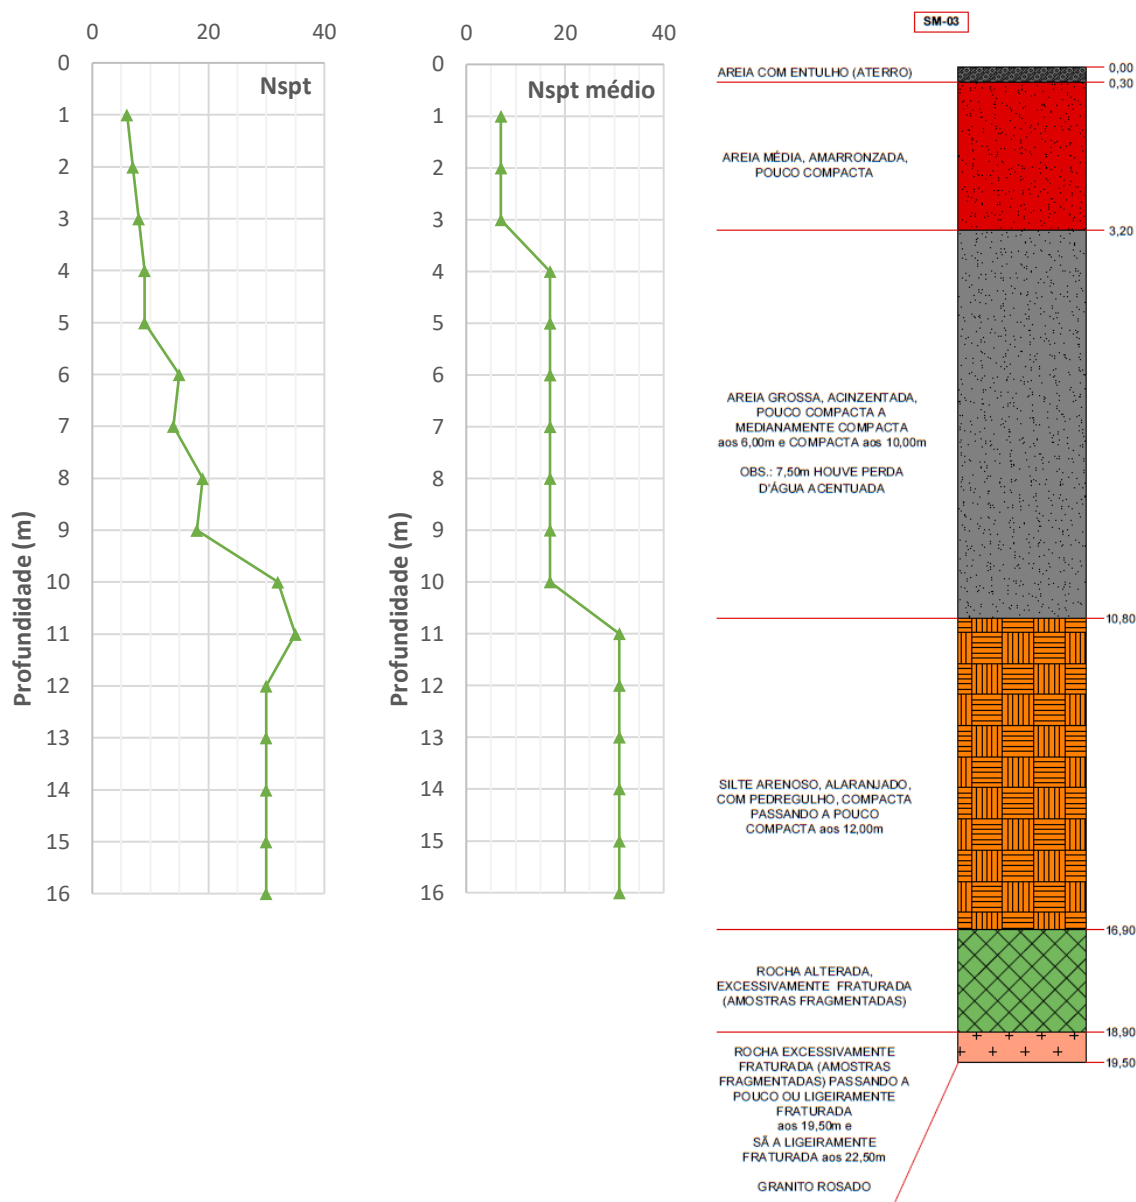 0
20
40
Nspt
0
1
2
3
4
5
6
7
8
9
10
11
12
13
14
15
16
Profundidade (m)
0
20
40
Nspt médio
0
1
2
3
4
5
6
7
8
9
10
11
12
13
14
15
16
Profundidade (m)
SM-03
AREIA COM ENTULHO (ATERRO)
0,00
0,30
AREIA MÉDIA, AMARRONZADA,
POUCO COMPACTA
3,20
AREIA GROSSA, ACINZENTADA,
POUCO COMPACTA A
MEDIANAMENTE COMPACTA
aos 6,00m e COMPACTA aos 10,00m
OBS.: 7,50m HOUVE PERDA
D'ÁGUA ACENTUADA
10,80
SILTE ARENOSO, ALARANJADO,
COM PEDREGULHO, COMPACTA
PASSANDO A POUCO
COMPACTA aos 12,00m
16,90
ROCHA ALTERADA,
EXCESSIVAMENTE FRATURADA
(AMOSTRAS FRAGMENTADAS)
18,90
ROCHA EXCESSIVAMENTE
FRATURADA (AMOSTRAS
FRAGMENTADAS) PASSANDO A
POUCO OU LIGEIRAMENTE
FRATURADA
aos 19,50m e
SÃ A LIGEIRAMENTE
FRATURADA aos 22,50m
GRANITO ROSADO
19,50